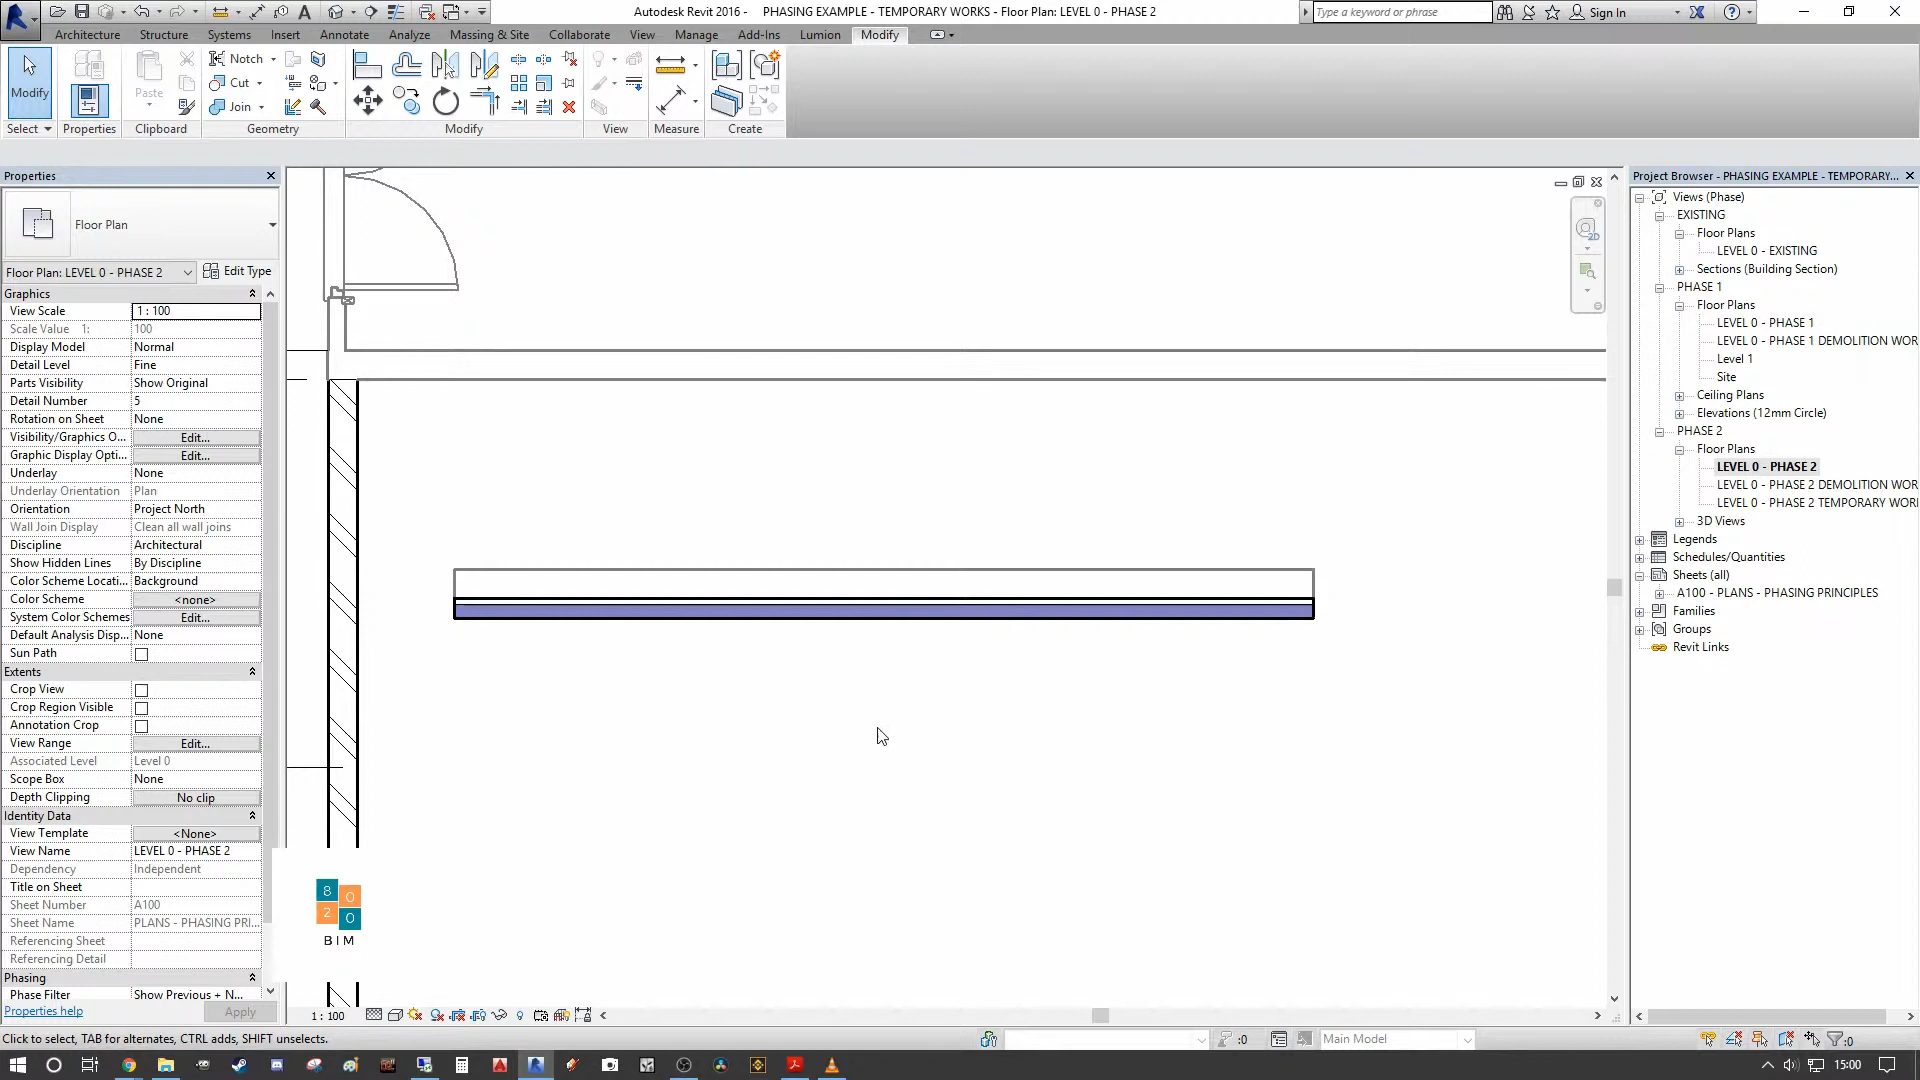 Autodesk Revit 2016 - PHASING EXAMPLE - TEMPORARY WORKS - Floor Plan: LEVEL 0 - PHASE 2
Type a keyword or phrase
Sign In
Architecture Structure Systems Insert Annotate Analyze Massing & Site Collaborate View Manage Add-Ins Lumion Modify
Modify
Paste
Notch
Cut
Join
Select Properties Clipboard Geometry Modify View Measure Create
Properties
Floor Plan
Floor Plan: LEVEL 0 - PHASE 2 Edit Type
Graphics
View Scale 1 : 100
Scale Value 1: 100
Display Model Normal
Detail Level Fine
Parts Visibility Show Original
Detail Number 5
Rotation on Sheet None
Visibility/Graphics O... Edit...
Graphic Display Opti... Edit...
Underlay None
Underlay Orientation Plan
Orientation Project North
Wall Join Display Clean all wall joins
Discipline Architectural
Show Hidden Lines By Discipline
Color Scheme Locati... Background
Color Scheme <none>
System Color Schemes Edit...
Default Analysis Disp... None
Sun Path
Extents
Crop View
Crop Region Visible
Annotation Crop
View Range Edit...
Associated Level Level 0
Scope Box None
Depth Clipping No clip
Identity Data
View Template <None>
View Name LEVEL 0 - PHASE 2
Dependency Independent
Title on Sheet
Sheet Number A100
Sheet Name PLANS - PHASING PRI...
Referencing Sheet
Referencing Detail
Phasing
Phase Filter Show Previous + N...
Properties help Apply
2D
8 0
2 0
BIM
1 : 100
Project Browser - PHASING EXAMPLE - TEMPORARY...
Views (Phase)
EXISTING
Floor Plans
LEVEL 0 - EXISTING
Sections (Building Section)
PHASE 1
Floor Plans
LEVEL 0 - PHASE 1
LEVEL 0 - PHASE 1 DEMOLITION WOR
Level 1
Site
Ceiling Plans
Elevations (12mm Circle)
PHASE 2
Floor Plans
LEVEL 0 - PHASE 2
LEVEL 0 - PHASE 2 DEMOLITION WOR
LEVEL 0 - PHASE 2 TEMPORARY WOR
3D Views
Legends
Schedules/Quantities
Sheets (all)
A100 - PLANS - PHASING PRINCIPLES
Families
Groups
Revit Links
Click to select, TAB for alternates, CTRL adds, SHIFT unselects.
:0
Main Model
:0
15:00